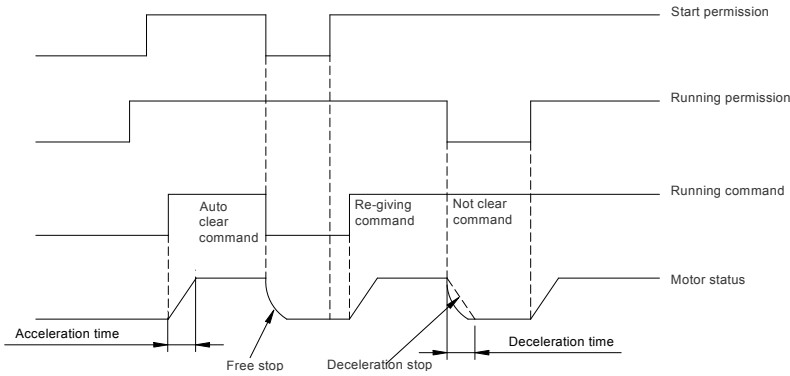 Start permission
Running permission
Running command
Auto
clear
command
Re-giving
command
Not clear
command
Motor status
Acceleration time
Deceleration time
Free stop
Deceleration stop